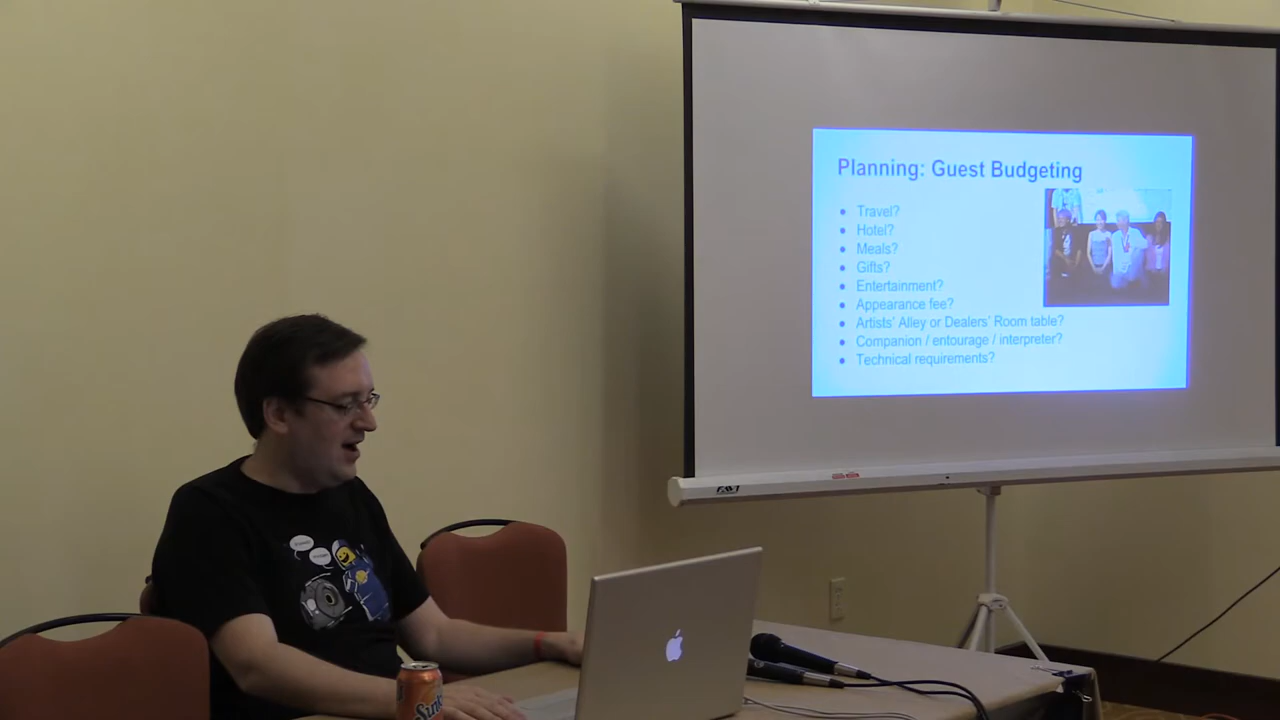 Planning: Guest Budgeting
• Travel?
• Hotel?
• Meals?
• Gifts?
• Entertainment?
• Appearance fee?
• Artists' Alley or Dealers' Room table?
• Companion / entourage / interpreter?
• Technical requirements?